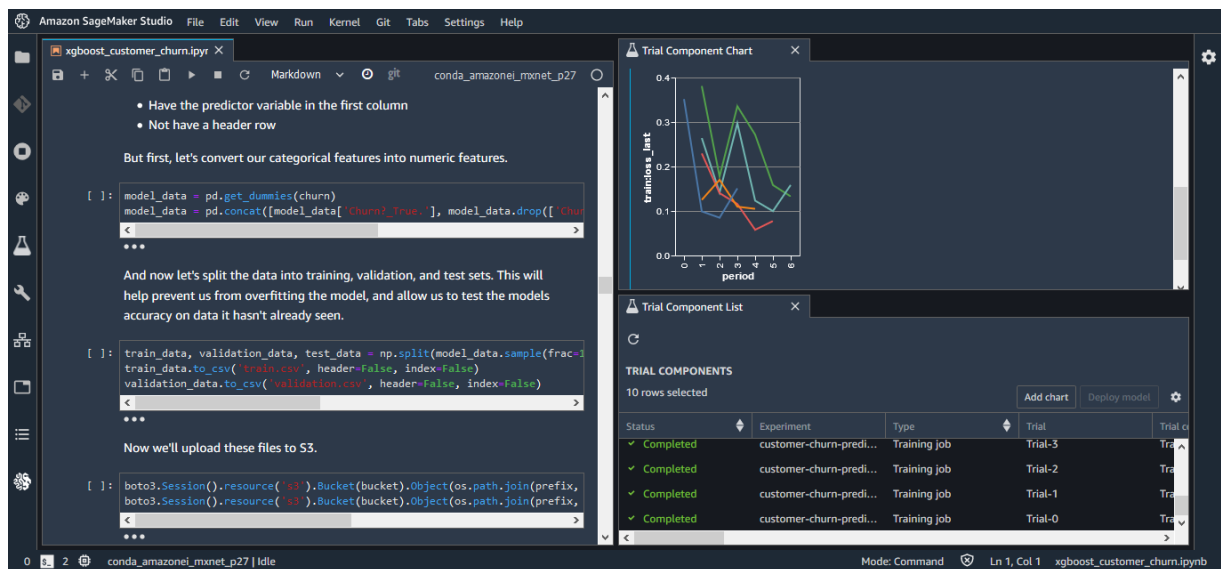 Amazon SageMaker Studio File Edit View Run Kernel Git Tabs Settings Help
xgboost_customer_churn.ipyr
Markdown git conda_amazonei_mxnet_p27
• Have the predictor variable in the first column
• Not have a header row
But first, let's convert our categorical features into numeric features.
[ ]: model_data = pd.get_dummies(churn)
model_data = pd.concat([model_data['Churn?_True.'], model_data.drop(['Chur
And now let's split the data into training, validation, and test sets. This will
help prevent us from overfitting the model, and allow us to test the models
accuracy on data it hasn't already seen.
[ ]: train_data, validation_data, test_data = np.split(model_data.sample(frac=1
train_data.to_csv('train.csv', header=False, index=False)
validation_data.to_csv('validation.csv', header=False, index=False)
Now we'll upload these files to S3.
[ ]: boto3.Session().resource('s3').Bucket(bucket).Object(os.path.join(prefix,
boto3.Session().resource('s3').Bucket(bucket).Object(os.path.join(prefix,
Trial Component Chart
train:loss_last
0.4
0.3
0.2
0.1
0.0
0 1 2 3 4 5 6
period
Trial Component List
TRIAL COMPONENTS
10 rows selected
Add chart Deploy model
Status Experiment Type Trial Trial co
Completed customer-churn-predi... Training job Trial-3 Tra
Completed customer-churn-predi... Training job Trial-2 Tra
Completed customer-churn-predi... Training job Trial-1 Tra
Completed customer-churn-predi... Training job Trial-0 Tra
0 s_ 2 conda_amazonei_mxnet_p27 | Idle Mode: Command Ln 1, Col 1 xgboost_customer_churn.ipynb